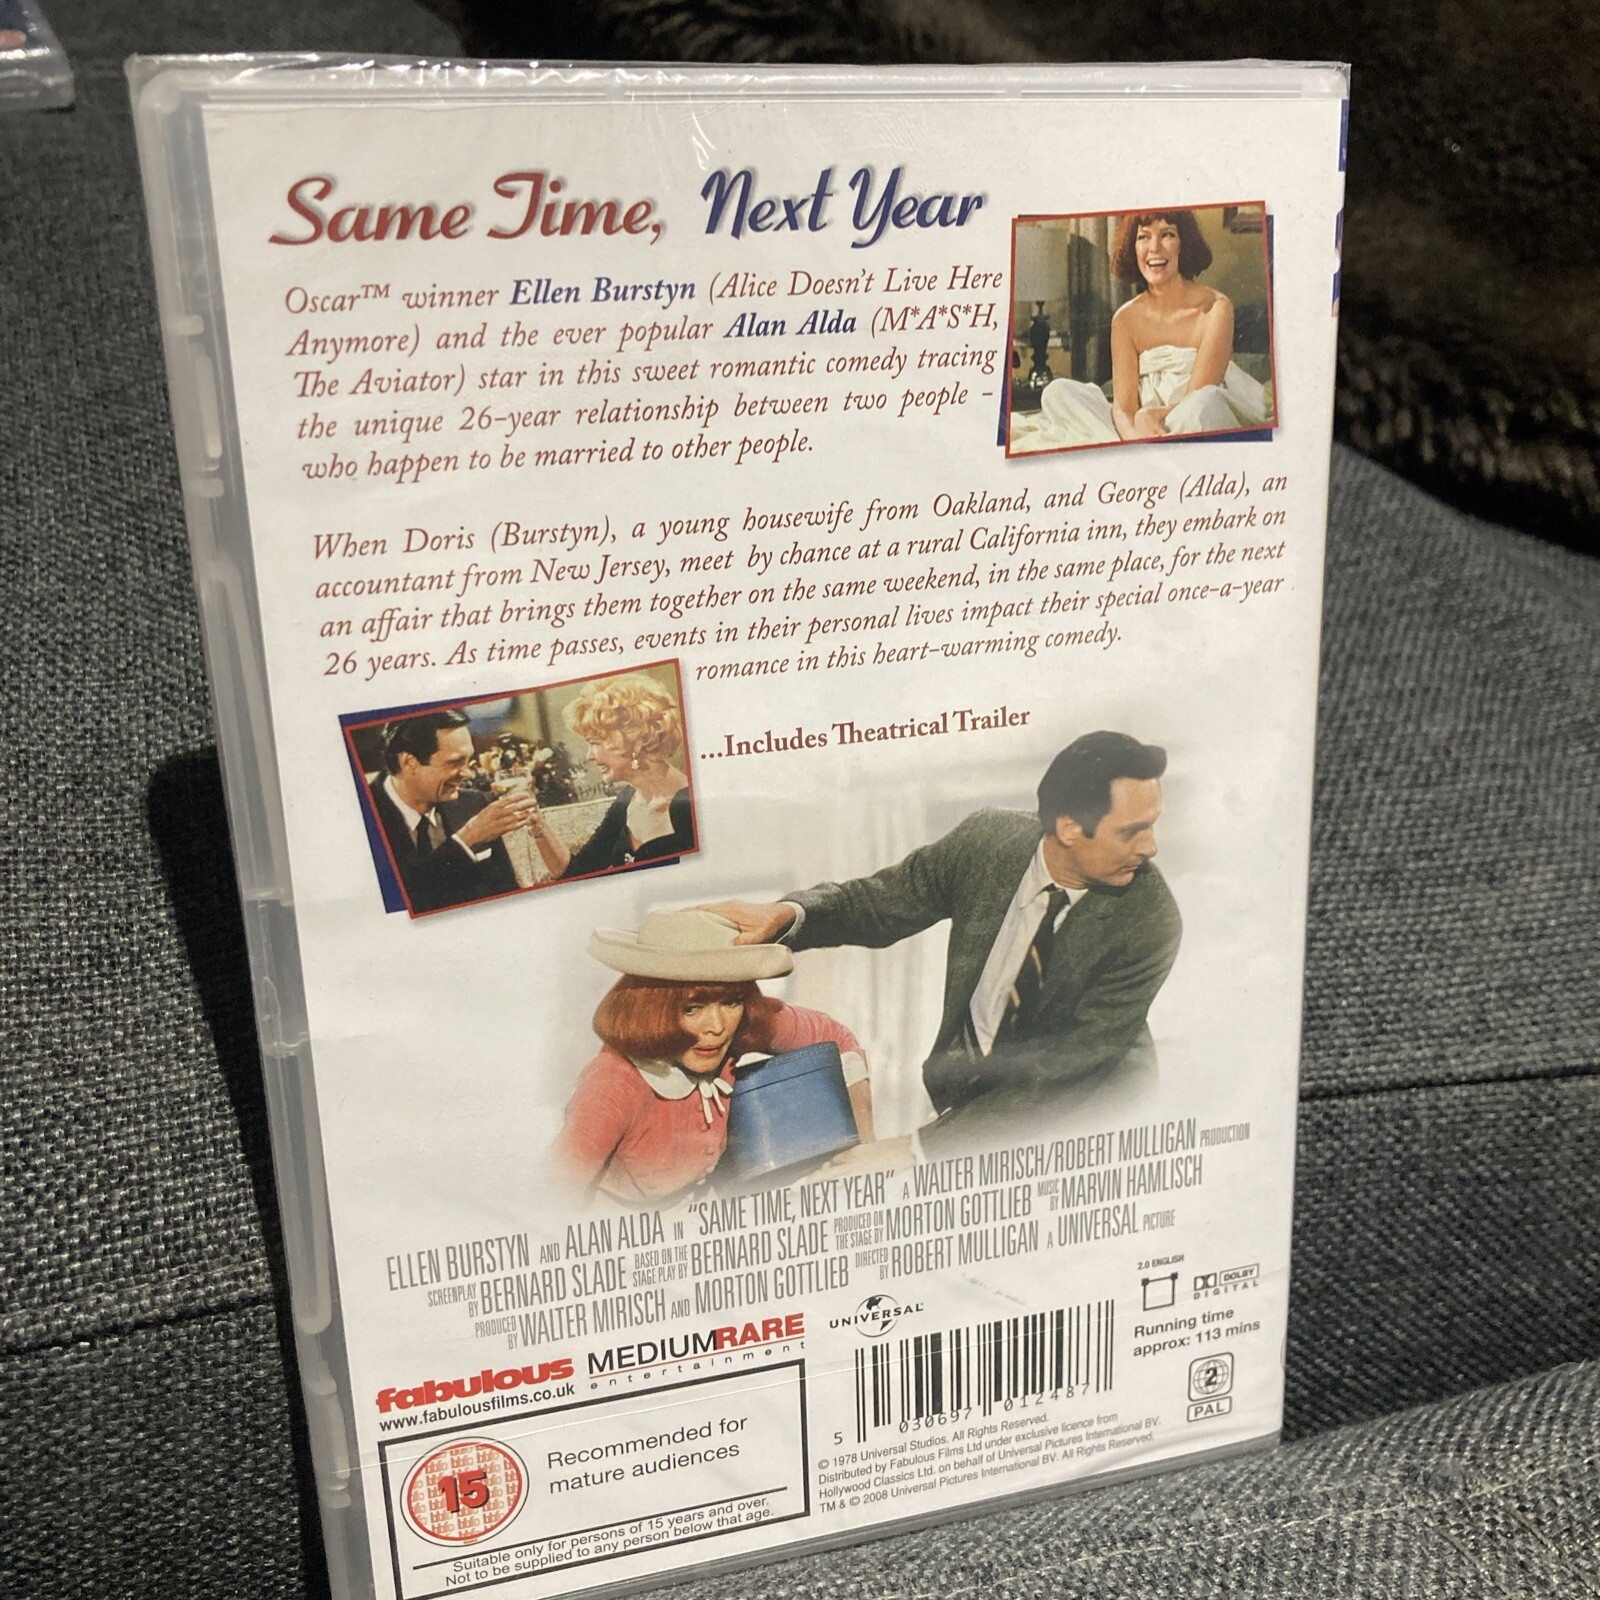 Same Time, Next Year
Oscar™ winner Ellen Burstyn (Alice Doesn't Live Here
Anymore) and the ever popular Alan Alda (M*A*S*H,
The Aviator) star in this sweet romantic comedy tracing
the unique 26-year relationship between two people -
who happen to be married to other people.
When Doris (Burstyn), a young housewife from Oakland, and George (Alda), an
accountant from New Jersey, meet by chance at a rural California inn, they embark on
an affair that brings them together on the same weekend, in the same place, for the next
26 years. As time passes, events in their personal lives impact their special once-a-year
romance in this heart-warming comedy.
...Includes Theatrical Trailer
ELLEN BURSTYN AND ALAN ALDA IN "SAME TIME, NEXT YEAR" A WALTER MIRISCH/ROBERT MULLIGAN PRODUCTION
SCREENPLAY BY BERNARD SLADE BASED ON THE STAGE PLAY BY BERNARD SLADE PRODUCED ON THE STAGE BY MORTON GOTTLIEB MUSIC BY MARVIN HAMLISCH
PRODUCED BY WALTER MIRISCH AND MORTON GOTTLIEB DIRECTED BY ROBERT MULLIGAN A UNIVERSAL PICTURE
2.0 ENGLISH
DOLBY
DIGITAL
Running time
approx: 113 mins
2
PAL
fabulous
www.fabulousfilms.co.uk
MEDIUMRARE
entertainment
UNIVERSAL
5 030697 012487
15
Recommended for
mature audiences
Suitable only for persons of 15 years and over.
Not to be supplied to any person below that age.
© 1978 Universal Studios. All Rights Reserved.
Distributed by Fabulous Films Ltd under exclusive licence from
Hollywood Classics Ltd. on behalf of Universal Pictures International BV.
TM & © 2008 Universal Pictures International BV. All Rights Reserved.